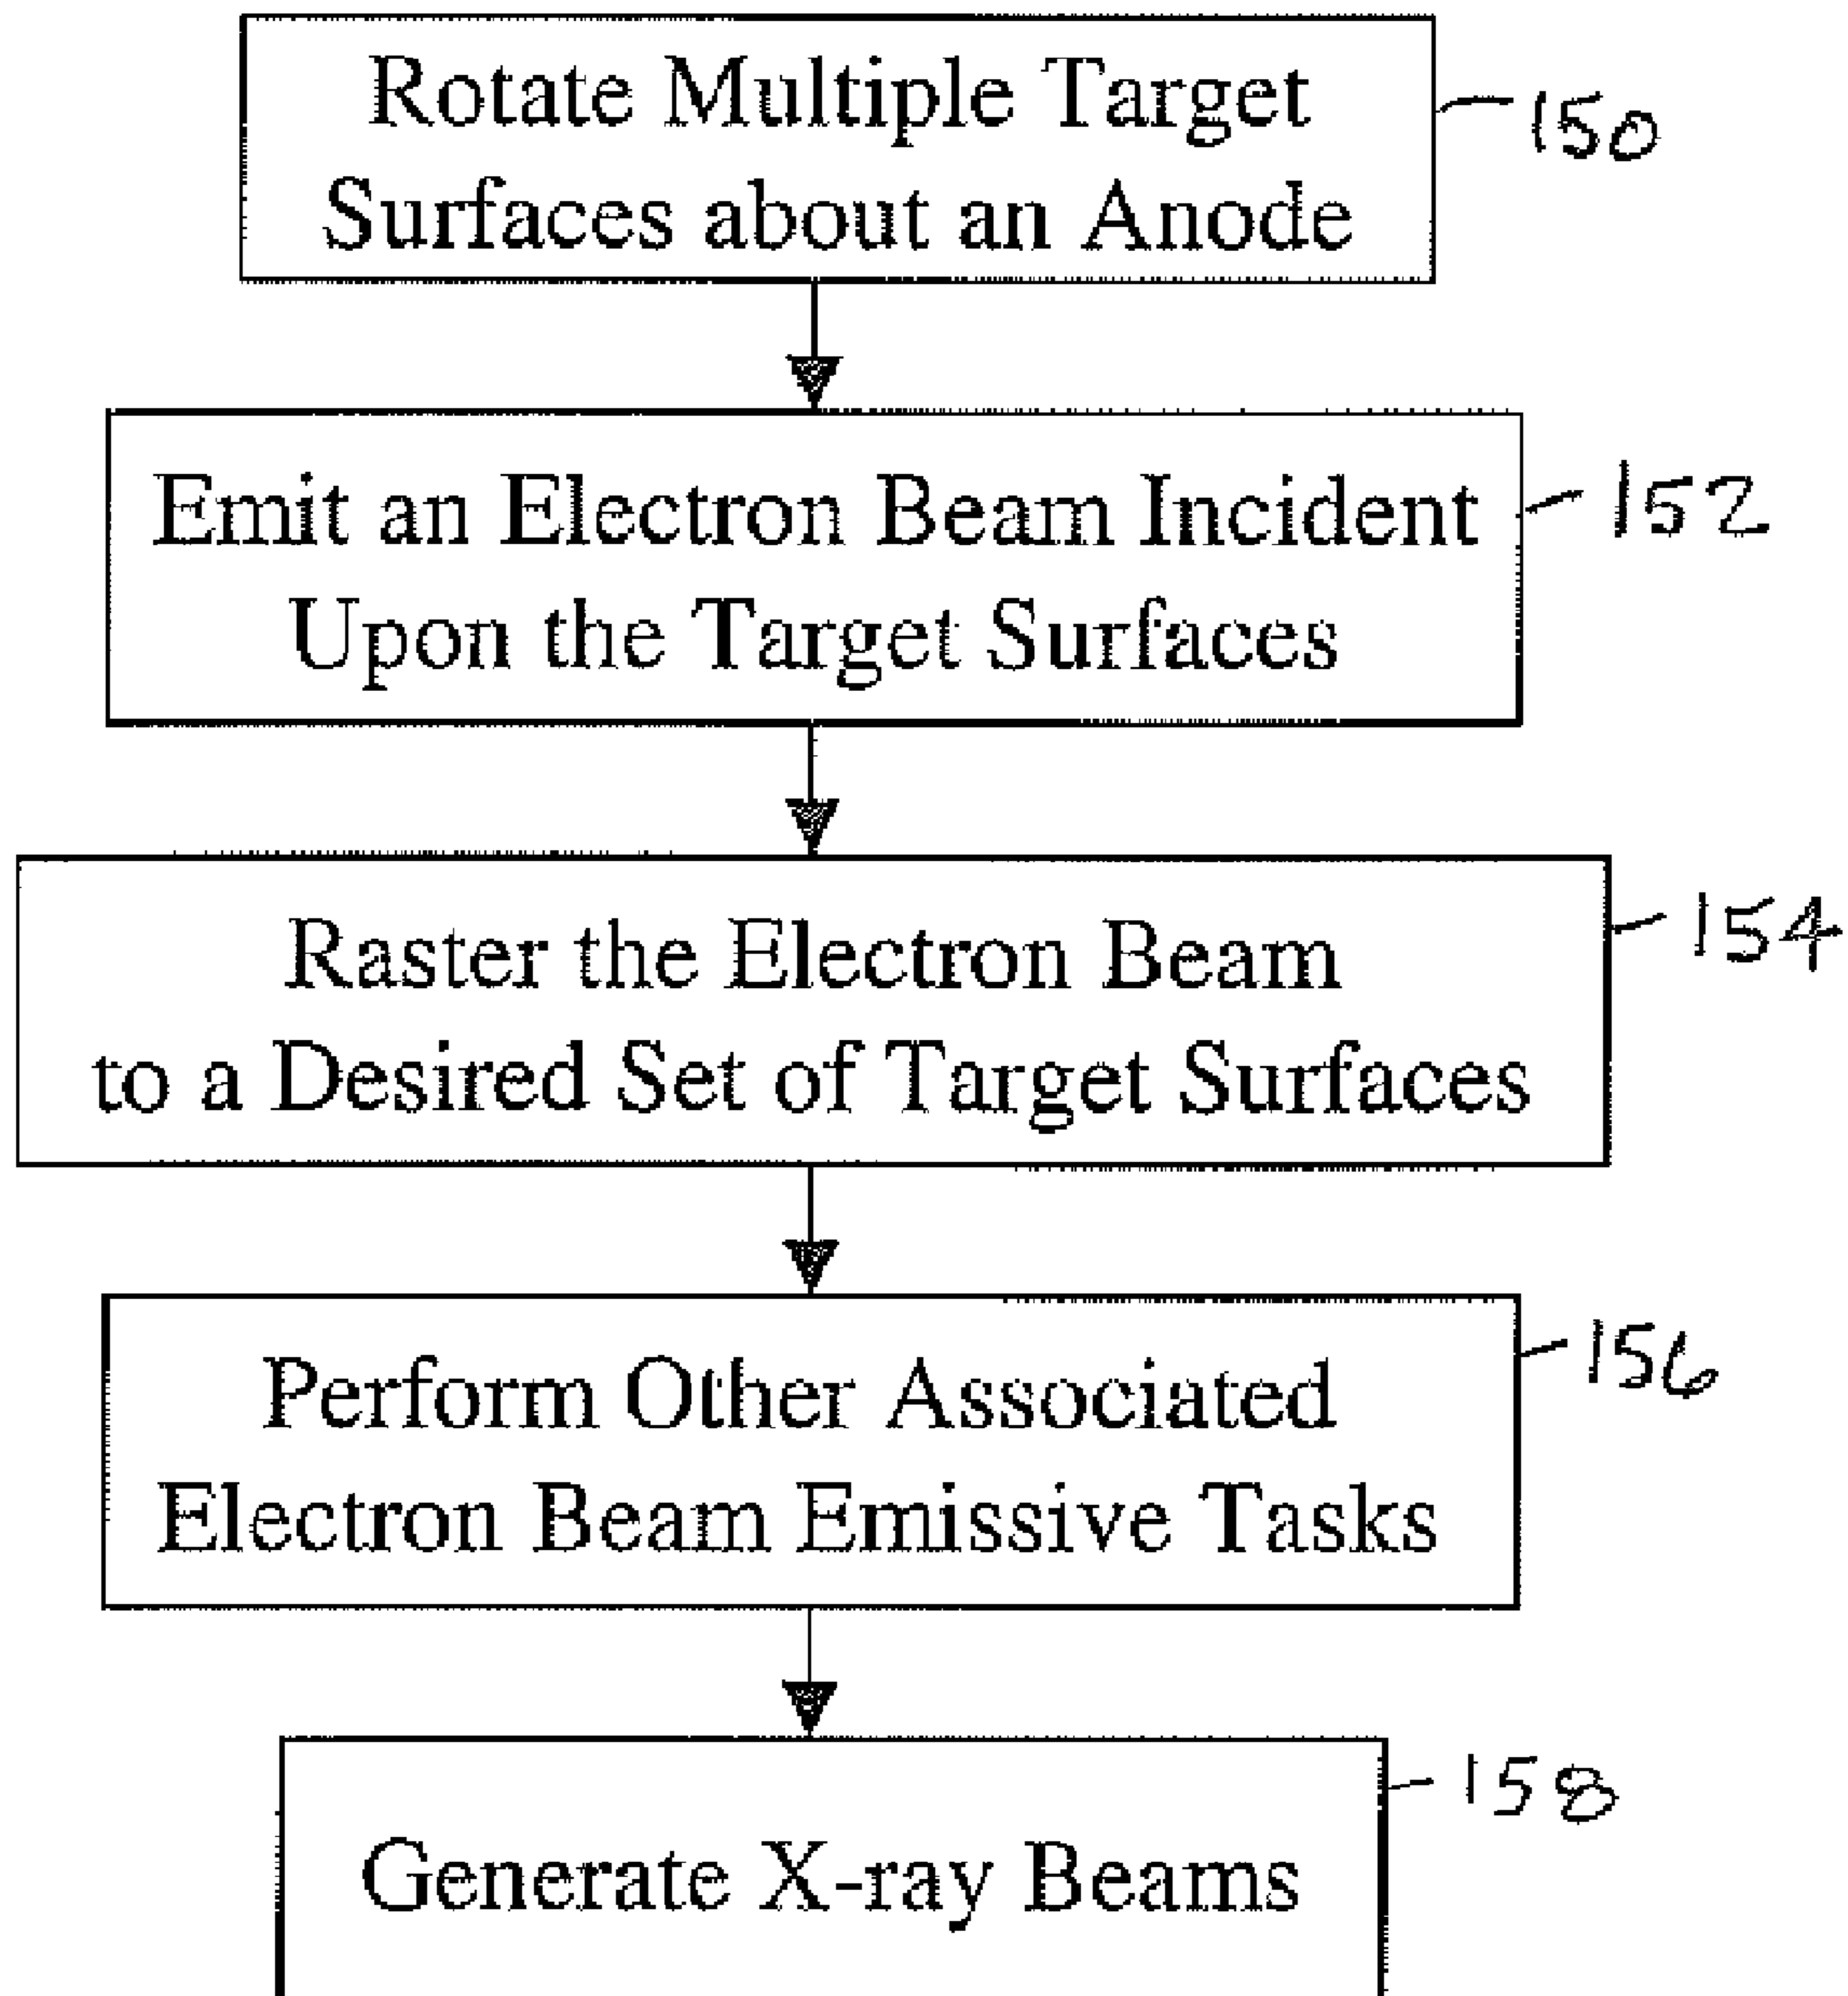 Rotate Multiple Target
Surfaces about an Anode
150
Emit an Electron Beam Incident
Upon the Target Surfaces
152
Raster the Electron Beam
to a Desired Set of Target Surfaces
154
Perform Other Associated
Electron Beam Emissive Tasks
156
Generate X-ray Beams
158